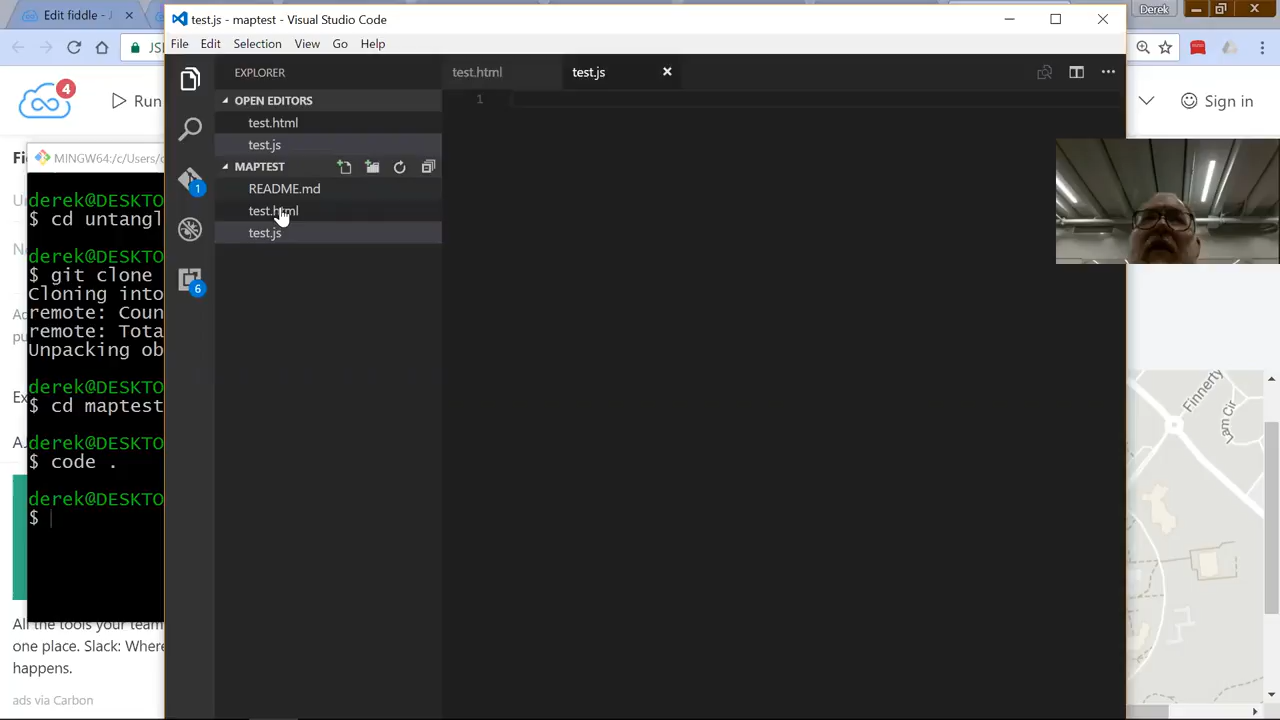 Edit fiddle -
Derek
test.js - maptest - Visual Studio Code
File Edit Selection View Go Help
JS
4
Run
Sign in
EXPLORER
test.html
test.js
OPEN EDITORS
1
test.html
test.js
MAPTEST
README.md
test.html
test.js
1
6
MINGW64:/c/Users/
derek@DESKTO
$ cd untangl
derek@DESKTO
$ git clone
Cloning into
remote: Coun
remote: Tota
Unpacking ob
derek@DESKTO
$ cd maptest
derek@DESKTO
$ code .
derek@DESKTO
$
Finnerty
Lam Cir
All the tools your team
one place. Slack: Where
happens.
ads via Carbon